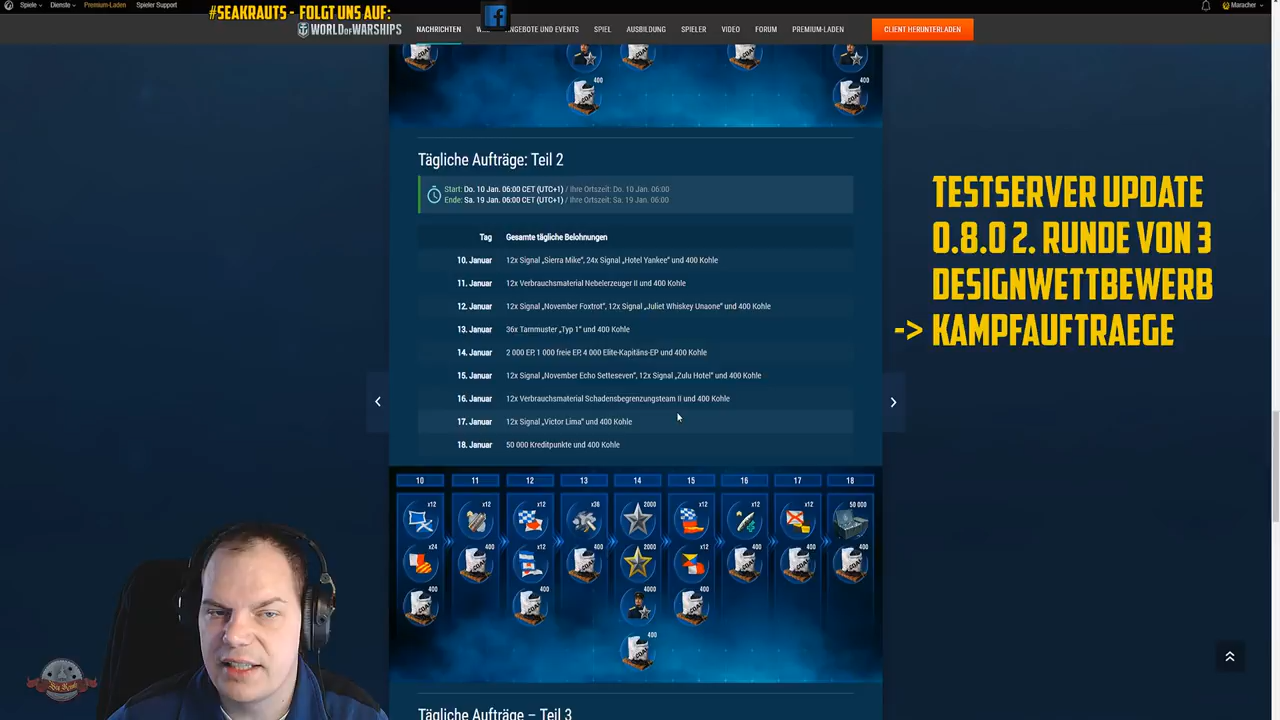 Spiele
Dienste
Premium-Laden
Spieler Support
Maracher
#SEAKRAUTS - FOLGT UNS AUF:
WORLD OF WARSHIPS
NACHRICHTEN
ANGEBOTE UND EVENTS
SPIEL
AUSBILDUNG
SPIELER
VIDEO
FORUM
PREMIUM-LADEN
CLIENT HERUNTERLADEN
400
400
Tägliche Aufträge: Teil 2
Start: Do. 10 Jan. 06:00 CET (UTC+1) / Ihre Ortszeit: Do. 10 Jan. 06:00
Ende: Sa. 19 Jan. 06:00 CET (UTC+1) / Ihre Ortszeit: Sa. 19 Jan. 06:00
Tag Gesamte tägliche Belohnungen
10. Januar 12x Signal „Sierra Mike“, 24x Signal „Hotel Yankee“ und 400 Kohle
11. Januar 12x Verbrauchsmaterial Nebelerzeuger II und 400 Kohle
12. Januar 12x Signal „November Foxtrot“, 12x Signal „Juliet Whiskey Unaone“ und 400 Kohle
13. Januar 36x Tarnmuster „Typ 1“ und 400 Kohle
14. Januar 2 000 EP, 1 000 freie EP, 4 000 Elite-Kapitäns-EP und 400 Kohle
15. Januar 12x Signal „November Echo Setteseven“, 12x Signal „Zulu Hotel“ und 400 Kohle
16. Januar 12x Verbrauchsmaterial Schadensbegrenzungsteam II und 400 Kohle
17. Januar 12x Signal „Victor Lima“ und 400 Kohle
18. Januar 50 000 Kreditpunkte und 400 Kohle
10 11 12 13 14 15 16 17 18
x12 x12 x12 x36 2000 x12 x12 x12 50 000
x24 400 x12 400 2000 x12 400 400 400
400 400 4000 400
400
Tägliche Aufträge – Teil 3
TESTSERVER UPDATE
0.8.0 2. RUNDE VON 3
DESIGNWETTBEWERB
-> KAMPFAUFTRAEGE